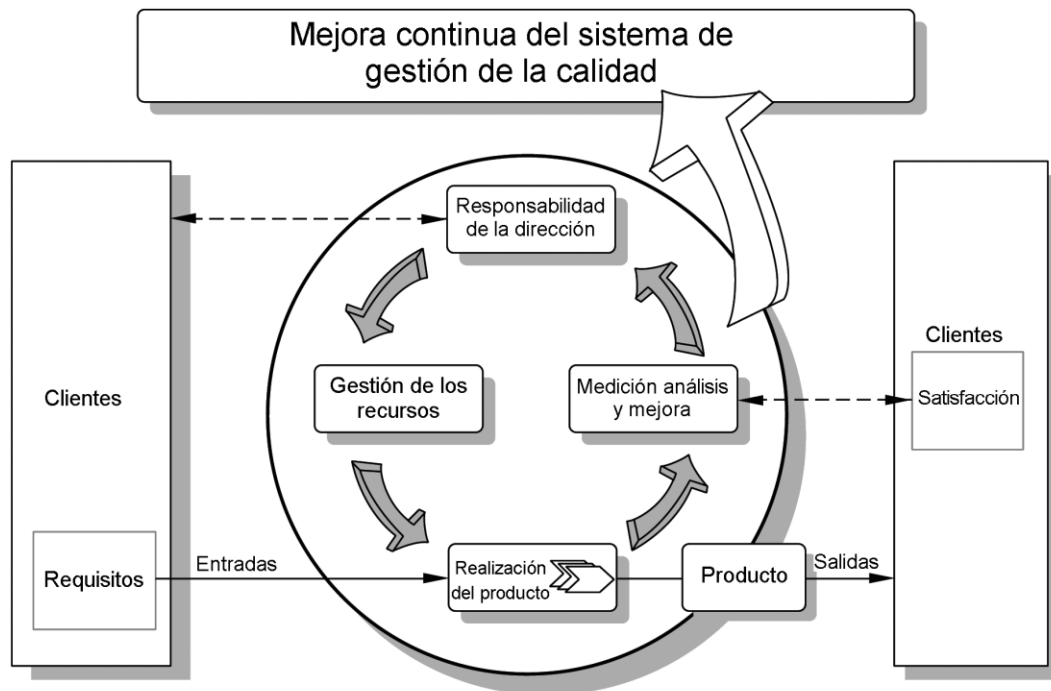 Mejora continua del sistema de
gestión de la calidad
Responsabilidad
de la dirección
Clientes
Gestión de los
recursos
Medición análisis
y mejora
Clientes
Satisfacción
Requisitos
Entradas
Realización
del producto
Producto
Salidas